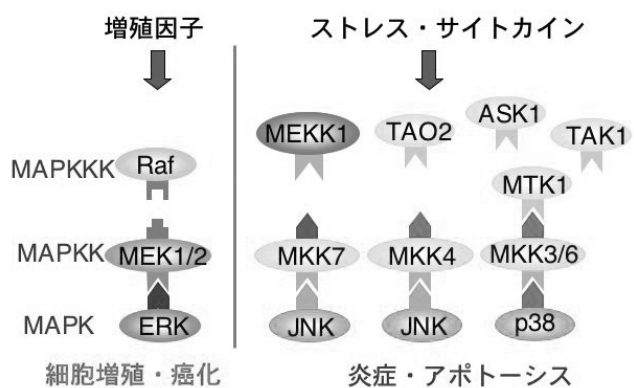 増殖因子
ストレス・サイトカイン
MAPKKK
Raf
MEKK1
TAO2
ASK1
TAK1
MTK1
MAPKK
MEK1/2
MKK7
MKK4
MKK3/6
MAPK
ERK
JNK
JNK
p38
細胞増殖・癌化
炎症・アポトーシス